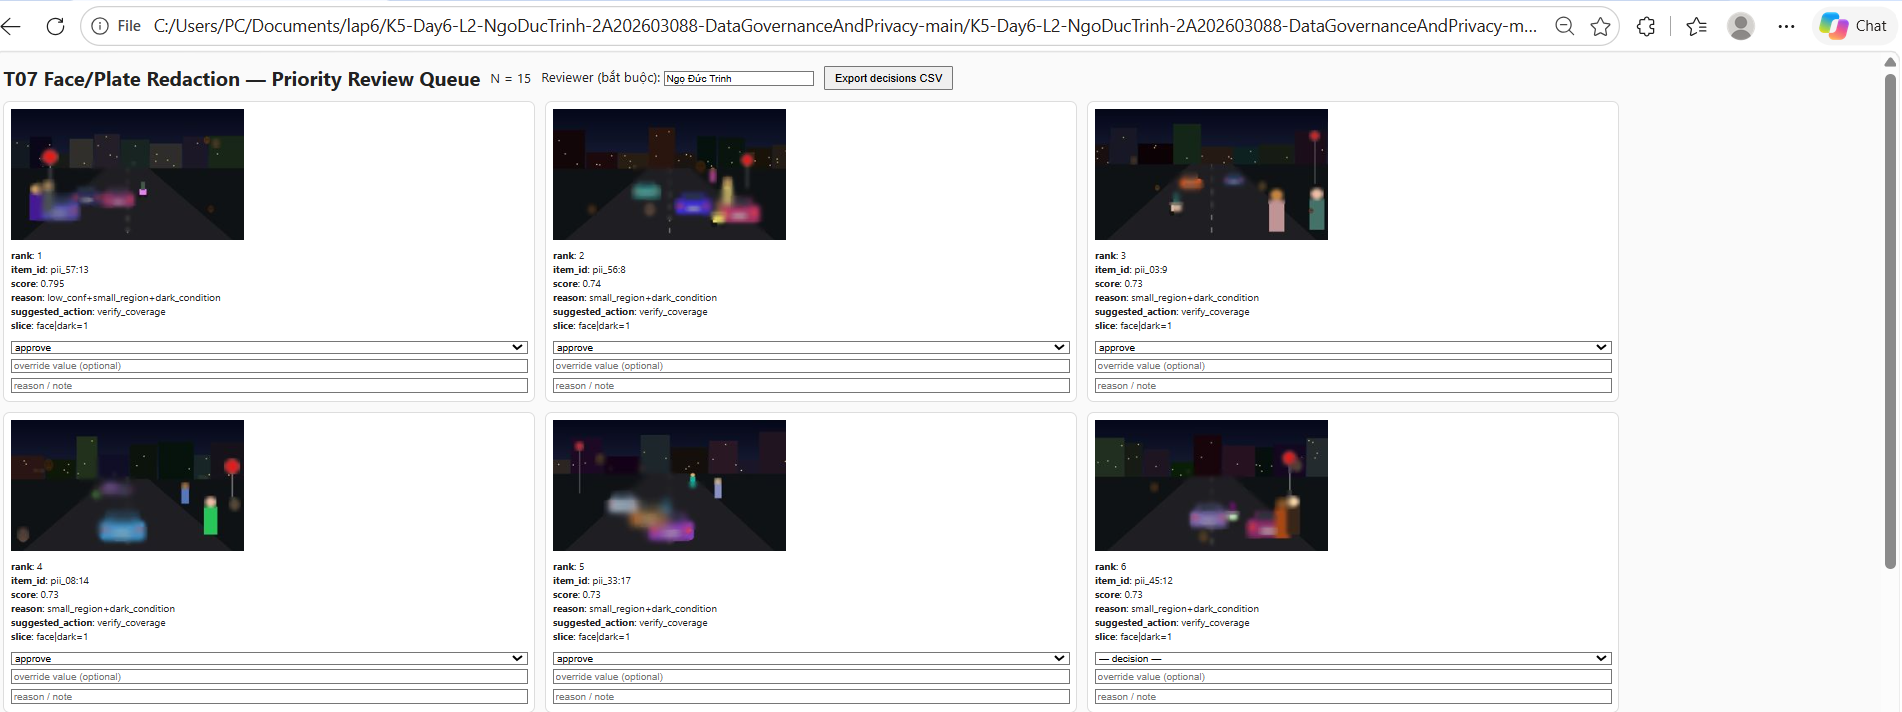 File C:/Users/PC/Documents/lap6/K5-Day6-L2-NgoDucTrinh-2A202603088-DataGovernanceAndPrivacy-main/K5-Day6-L2-NgoDucTrinh-2A202603088-DataGovernanceAndPrivacy-m... Chat
T07 Face/Plate Redaction — Priority Review Queue N = 15 Reviewer (bắt buộc): Ngọ Đức Trinh Export decisions CSV
rank: 1
item_id: pii_57:13
score: 0.795
reason: low_conf+small_region+dark_condition
suggested_action: verify_coverage
slice: face|dark=1
approve
override value (optional)
reason / note
rank: 2
item_id: pii_56:8
score: 0.74
reason: small_region+dark_condition
suggested_action: verify_coverage
slice: face|dark=1
approve
override value (optional)
reason / note
rank: 3
item_id: pii_03:9
score: 0.73
reason: small_region+dark_condition
suggested_action: verify_coverage
slice: face|dark=1
approve
override value (optional)
reason / note
rank: 4
item_id: pii_08:14
score: 0.73
reason: small_region+dark_condition
suggested_action: verify_coverage
slice: face|dark=1
approve
override value (optional)
reason / note
rank: 5
item_id: pii_33:17
score: 0.73
reason: small_region+dark_condition
suggested_action: verify_coverage
slice: face|dark=1
approve
override value (optional)
reason / note
rank: 6
item_id: pii_45:12
score: 0.73
reason: small_region+dark_condition
suggested_action: verify_coverage
slice: face|dark=1
— decision —
override value (optional)
reason / note